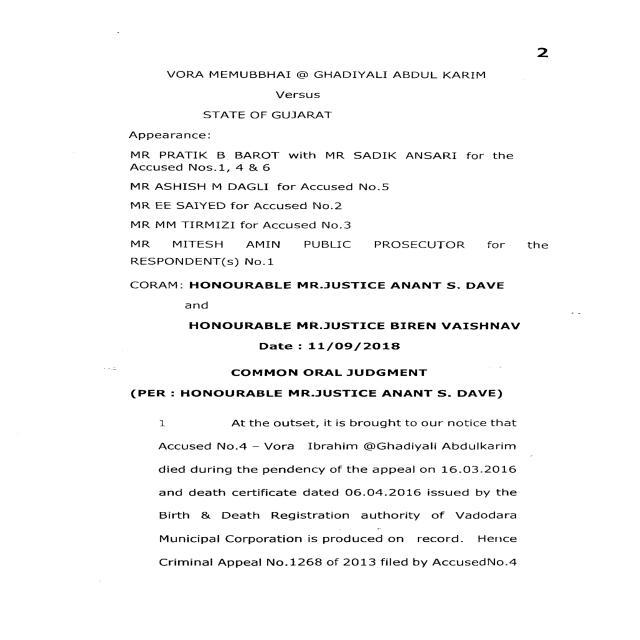 2
VORA MEMUBBHAI @ GHADIYALI ABDUL KARIM
Versus
STATE OF GUJARAT
Appearance:
MR PRATIK B BAROT with MR SADIK ANSARI for the
Accused Nos.1, 4 & 6
MR ASHISH M DAGLI for Accused No.5
MR EE SAIYED for Accused No.2
MR MM TIRMIZI for Accused No.3
MR MITESH AMIN PUBLIC PROSECUTOR for the
RESPONDENT(s) No.1
CORAM: HONOURABLE MR.JUSTICE ANANT S. DAVE
and
HONOURABLE MR.JUSTICE BIREN VAISHNAV
Date : 11/09/2018
COMMON ORAL JUDGMENT
(PER : HONOURABLE MR.JUSTICE ANANT S. DAVE)
1 At the outset, it is brought to our notice that
Accused No.4 – Vora Ibrahim @Ghadiyali Abdulkarim
died during the pendency of the appeal on 16.03.2016
and death certificate dated 06.04.2016 issued by the
Birth & Death Registration authority of Vadodara
Municipal Corporation is produced on record. Hence
Criminal Appeal No.1268 of 2013 filed by AccusedNo.4